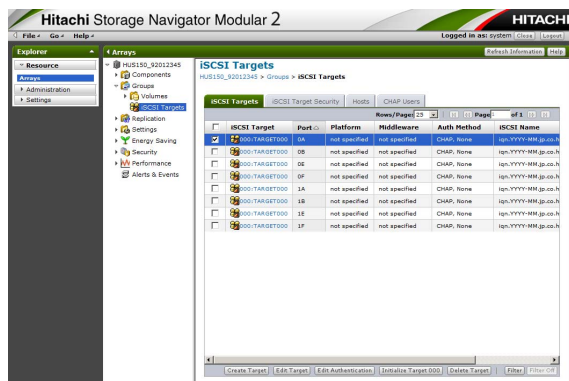 Hitachi Storage Navigator Modular 2
HITACHI
File Go Help
Logged in as: system Close Logout
Explorer
Arrays
Refresh Information Help
Resource
Arrays
Administration
Settings
HUS150_92012345
Components
Groups
Volumes
iSCSI Targets
Replication
Settings
Energy Saving
Security
Performance
Alerts & Events
iSCSI Targets
HUS150_92012345 > Groups > iSCSI Targets
iSCSI Targets iSCSI Target Security Hosts CHAP Users
Rows/Page: 25 Page of 1
iSCSI Target Port Platform Middleware Auth Method iSCSI Name
000:TARGET000 0A not specified not specified CHAP, None iqn.YYYY-MM.jp.co.h
000:TARGET000 0B not specified not specified CHAP, None iqn.YYYY-MM.jp.co.h
000:TARGET000 0E not specified not specified CHAP, None iqn.YYYY-MM.jp.co.h
000:TARGET000 0F not specified not specified CHAP, None iqn.YYYY-MM.jp.co.h
000:TARGET000 1A not specified not specified CHAP, None iqn.YYYY-MM.jp.co.h
000:TARGET000 1B not specified not specified CHAP, None iqn.YYYY-MM.jp.co.h
000:TARGET000 1E not specified not specified CHAP, None iqn.YYYY-MM.jp.co.h
000:TARGET000 1F not specified not specified CHAP, None iqn.YYYY-MM.jp.co.h
Create Target Edit Target Edit Authentication Initialize Target 000 Delete Target Filter Filter Off